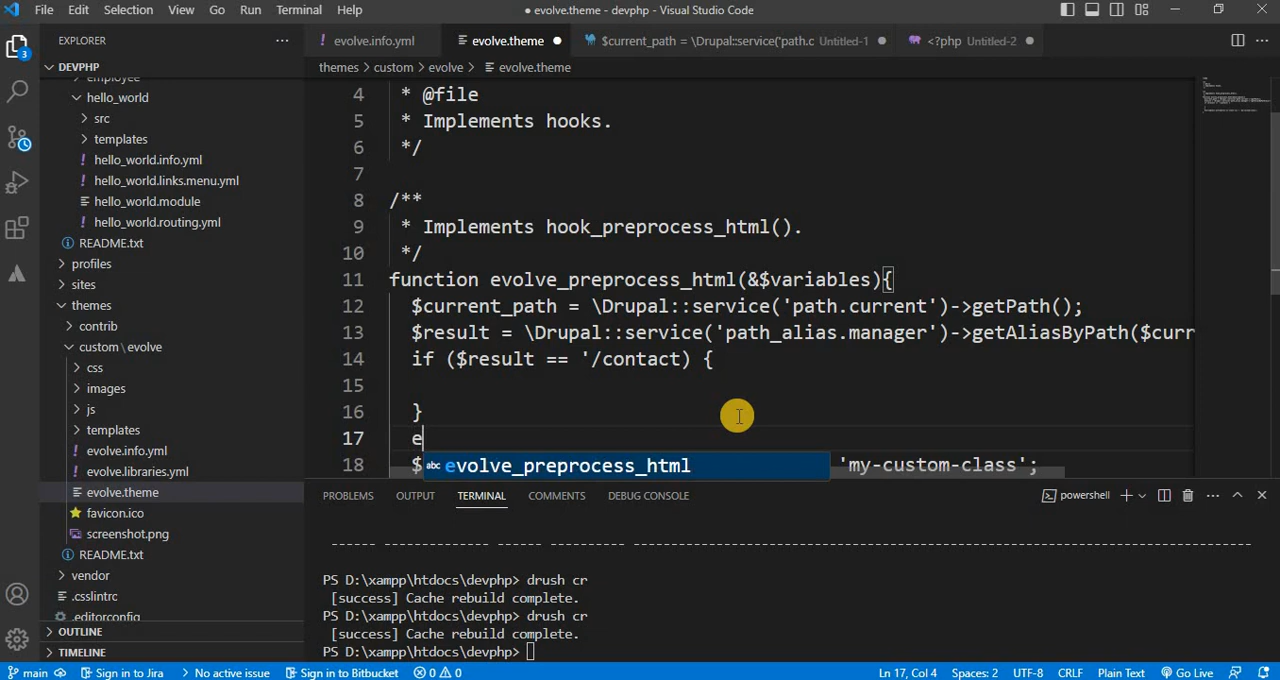 File Edit Selection View Go Run Terminal Help
● evolve.theme - devphp - Visual Studio Code
EXPLORER
evolve.info.yml
evolve.theme
$current_path = \Drupal::service('path.c Untitled-1
<?php Untitled-2
DEVPHP
themes > custom > evolve > evolve.theme
employee
hello_world
src
templates
hello_world.info.yml
hello_world.links.menu.yml
hello_world.module
hello_world.routing.yml
README.txt
profiles
sites
themes
contrib
custom\evolve
css
images
js
templates
evolve.info.yml
evolve.libraries.yml
evolve.theme
favicon.ico
screenshot.png
README.txt
vendor
.csslintrc
.editorconfig
OUTLINE
TIMELINE
3
4 * @file
5 * Implements hooks.
6 */
7
8 /**
9 * Implements hook_preprocess_html().
10 */
11 function evolve_preprocess_html(&$variables){
12 $current_path = \Drupal::service('path.current')->getPath();
13 $result = \Drupal::service('path_alias.manager')->getAliasByPath($curr
14 if ($result == '/contact) {
15
16 }
17 e
abc evolve_preprocess_html
18 $ 'my-custom-class';
PROBLEMS OUTPUT TERMINAL COMMENTS DEBUG CONSOLE
powershell
------ ------------- ------ ---------- --------------------------------------------------------------------------------
PS D:\xampp\htdocs\devphp> drush cr
[success] Cache rebuild complete.
PS D:\xampp\htdocs\devphp> drush cr
[success] Cache rebuild complete.
PS D:\xampp\htdocs\devphp>
main Sign in to Jira No active issue Sign in to Bitbucket 0 0
Ln 17, Col 4 Spaces: 2 UTF-8 CRLF Plain Text Go Live